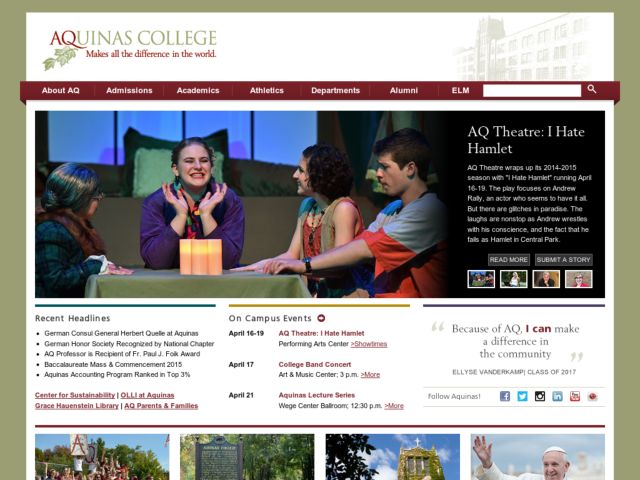 AQUINAS COLLEGE
Makes all the difference in the world.
About AQ
Admissions
Academics
Athletics
Departments
Alumni
ELM
AQ Theatre: I Hate
Hamlet
AQ Theatre wraps up its 2014-2015
season with "I Hate Hamlet" running April
16-19. The play focuses on Andrew
Rally, an actor who seems to have it all.
But there are glitches in paradise. The
laughs are nonstop as Andrew wrestles
with his conscience, and the fact that he
fails as Hamlet in Central Park.
READ MORE
SUBMIT A STORY
Recent Headlines
German Consul General Herbert Quelle at Aquinas
German Honor Society Recognized by National Chapter
AQ Professor is Recipient of Fr. Paul J. Folk Award
Baccalaureate Mass & Commencement 2015
Aquinas Accounting Program Ranked in Top 3%
Center for Sustainability | OLLI at Aquinas
Grace Hauenstein Library | AQ Parents & Families
On Campus Events
April 16-19 AQ Theatre: I Hate Hamlet
Performing Arts Center >Showtimes
April 17 College Band Concert
Art & Music Center; 3 p.m. >More
April 21 Aquinas Lecture Series
Wege Center Ballroom; 12:30 p.m. >More
“Because of AQ, I can make
a difference in
the community”
ELLYSE VANDERKAMP| CLASS OF 2017
Follow Aquinas!
AQUINAS COLLEGE